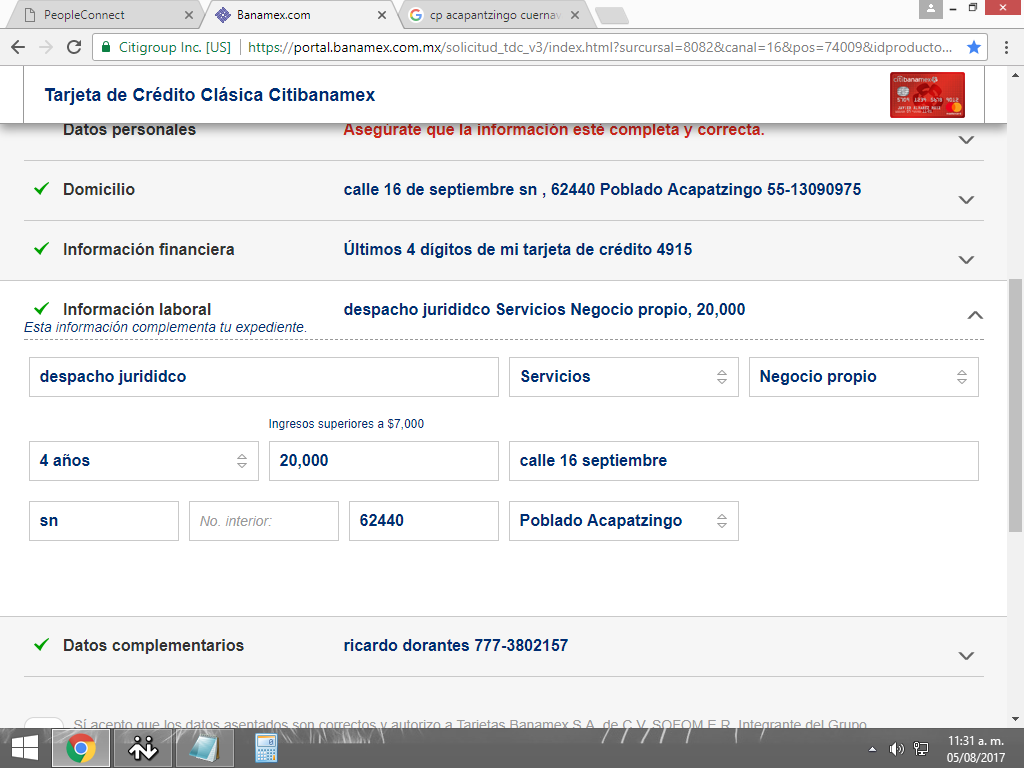 PeopleConnect
Banamex.com
cp acapantzingo cuernav
Citigroup Inc. [US]
https://portal.banamex.com.mx/solicitud_tdc_v3/index.html?surcursal=8082&canal=16&pos=74009&idproducto...
Tarjeta de Crédito Clásica Citibanamex
citibanamex
Datos personales
Asegúrate que la información esté completa y correcta.
Domicilio
calle 16 de septiembre sn , 62440 Poblado Acapatzingo 55-13090975
Información financiera
Últimos 4 dígitos de mi tarjeta de crédito 4915
Información laboral
despacho jurididco Servicios Negocio propio, 20,000
Esta información complementa tu expediente.
despacho jurididco
Servicios
Negocio propio
Ingresos superiores a $7,000
4 años
20,000
calle 16 septiembre
sn
No. interior:
62440
Poblado Acapatzingo
Datos complementarios
ricardo dorantes 777-3802157
Sí acepto que los datos asentados son correctos y autorizo a Tarjetas Banamex S.A. de C.V. SOFOM E.R. Integrante del Grupo
11:31 a. m.
05/08/2017